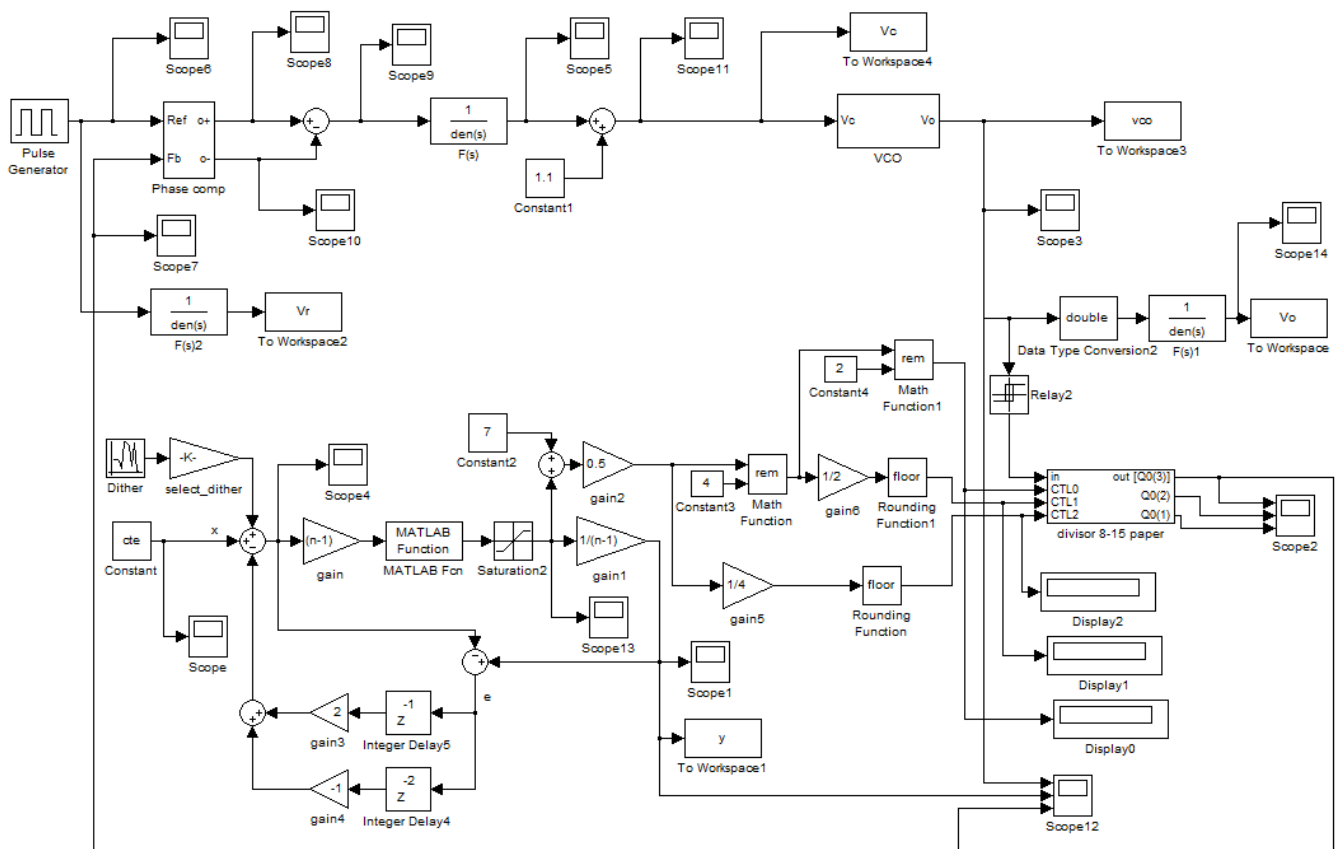 Scope6
Scope8
Scope9
Scope5
Scope11
Vc
To Workspace4
Pulse
Generator
Ref
o+
Fb
o-
Phase comp
+
-
1
den(s)
F(s)
+
+
1.1
Constant1
Vc
Vo
VCO
vco
To Workspace3
Scope10
Scope7
Scope3
Scope14
1
den(s)
F(s)2
Vr
To Workspace2
double
Data Type Conversion2
1
den(s)
F(s)1
Vo
To Workspace
Relay2
rem
Math
Function1
2
Constant4
7
Constant2
Dither
-K-
select_dither
Scope4
+
+
0.5
gain2
4
Constant3
rem
Math
Function
1/2
gain6
floor
Rounding
Function1
in
CTL0
CTL1
CTL2
out [Q0(3)]
Q0(2)
Q0(1)
divisor 8-15 paper
Scope2
cte
Constant
x
+
+
-
(n-1)
gain
MATLAB
Function
MATLAB Fcn
Saturation2
1/(n-1)
gain1
1/4
gain5
floor
Rounding
Function
Display2
Scope
Scope13
-
+
Scope1
Display1
e
+
+
2
gain3
-1
Z
Integer Delay5
y
To Workspace1
Display0
-1
gain4
-2
Z
Integer Delay4
Scope12